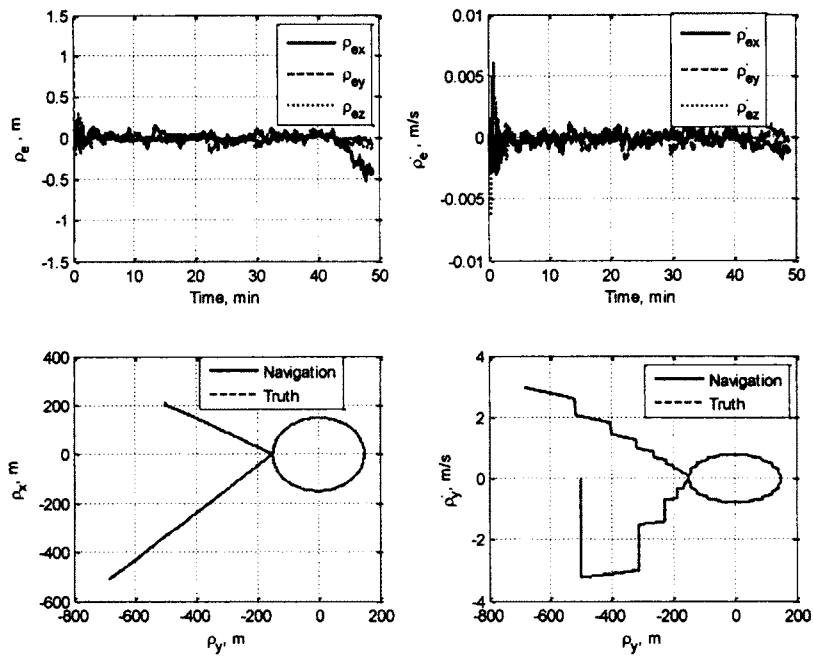 1.5
1
0.5
0
-0.5
-1
-1.5
ρe , m
0 10 20 30 40 50
Time, min
ρex
ρey
ρez
0.01
0.005
0
-0.005
-0.01
ρ̇e , m/s
0 10 20 30 40 50
Time, min
ρ̇ex
ρ̇ey
ρ̇ez
400
200
0
-200
-400
-600
ρx, m
-800 -600 -400 -200 0 200
ρy, m
Navigation
Truth
4
2
0
-2
-4
ρ̇y, m/s
-800 -600 -400 -200 0 200
ρy, m
Navigation
Truth